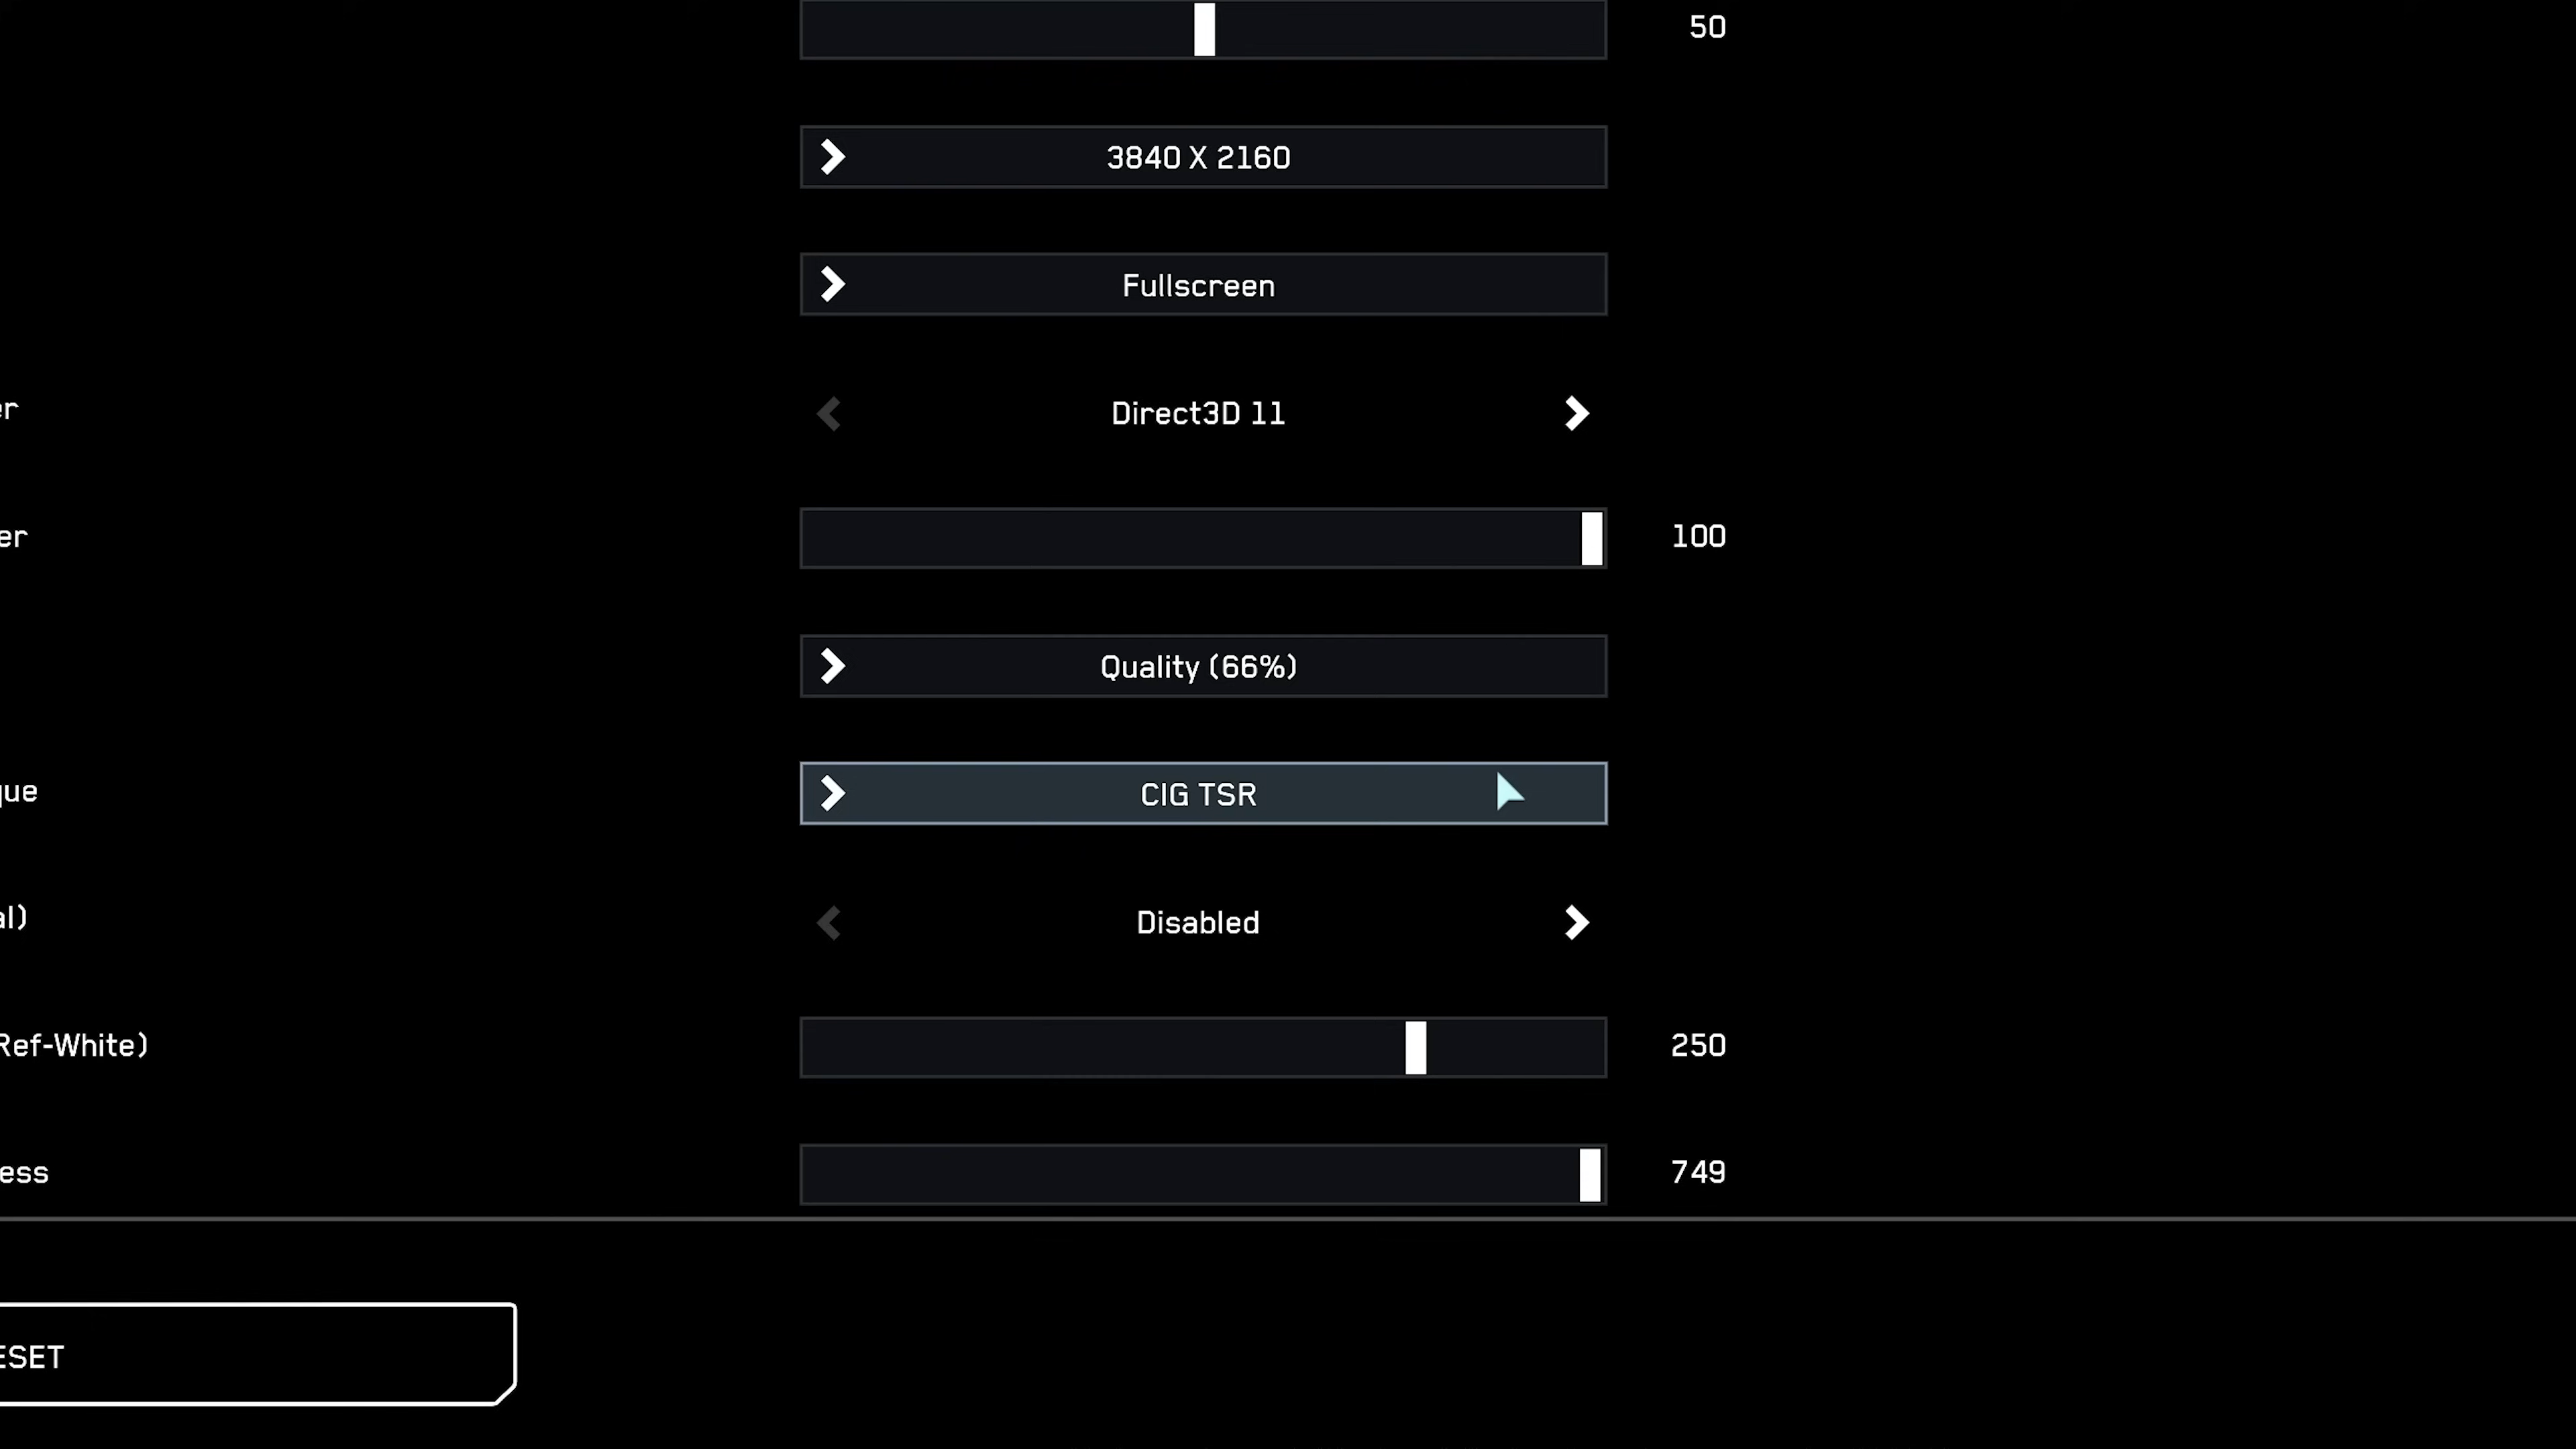 50
3840 X 2160
Fullscreen
er
Direct3D 11
er
100
Quality (66%)
que
CIG TSR
al)
Disabled
Ref-White)
250
ess
749
ESET